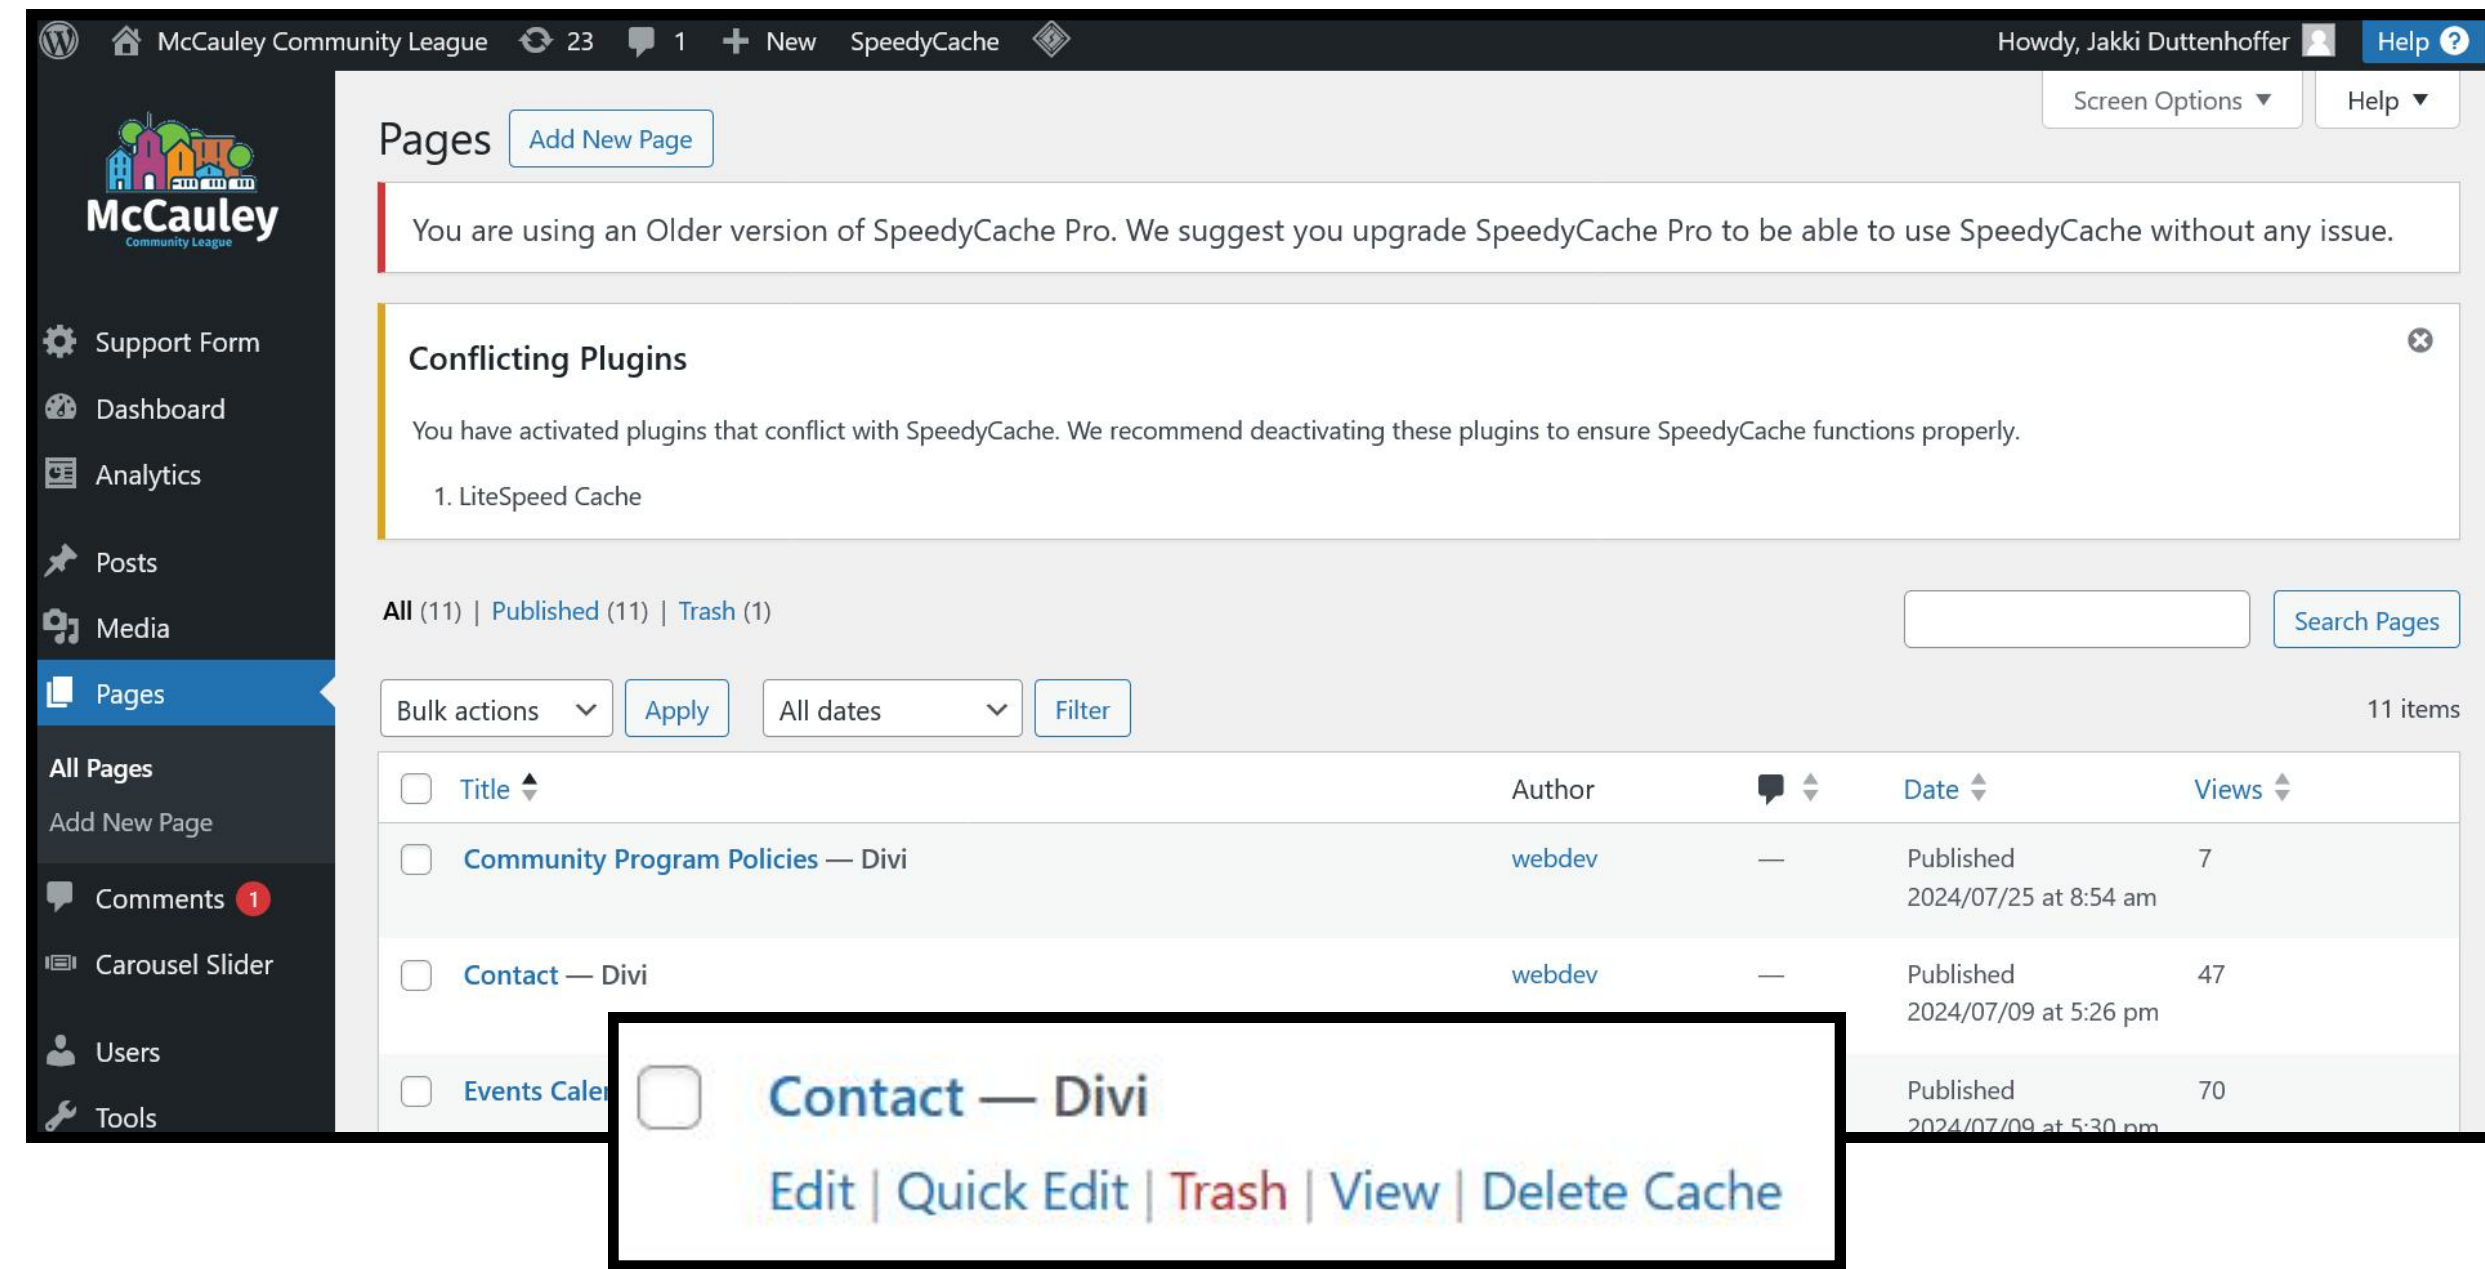 McCauley Community League 23 1 New SpeedyCache Howdy, Jakki Duttenhoffer Help ?
Screen Options Help
McCauley
Community League
Support Form
Dashboard
Analytics
Posts
Media
Pages
All Pages
Add New Page
Comments 1
Carousel Slider
Users
Tools
Pages Add New Page
You are using an Older version of SpeedyCache Pro. We suggest you upgrade SpeedyCache Pro to be able to use SpeedyCache without any issue.
Conflicting Plugins
You have activated plugins that conflict with SpeedyCache. We recommend deactivating these plugins to ensure SpeedyCache functions properly.
1. LiteSpeed Cache
All (11) | Published (11) | Trash (1) Search Pages
Bulk actions Apply All dates Filter 11 items
Title Author Date Views
Community Program Policies — Divi webdev — Published 7
2024/07/25 at 8:54 am
Contact — Divi webdev — Published 47
2024/07/09 at 5:26 pm
Events Published 70
2024/07/09 at 5:30 pm
Contact — Divi
Edit | Quick Edit | Trash | View | Delete Cache